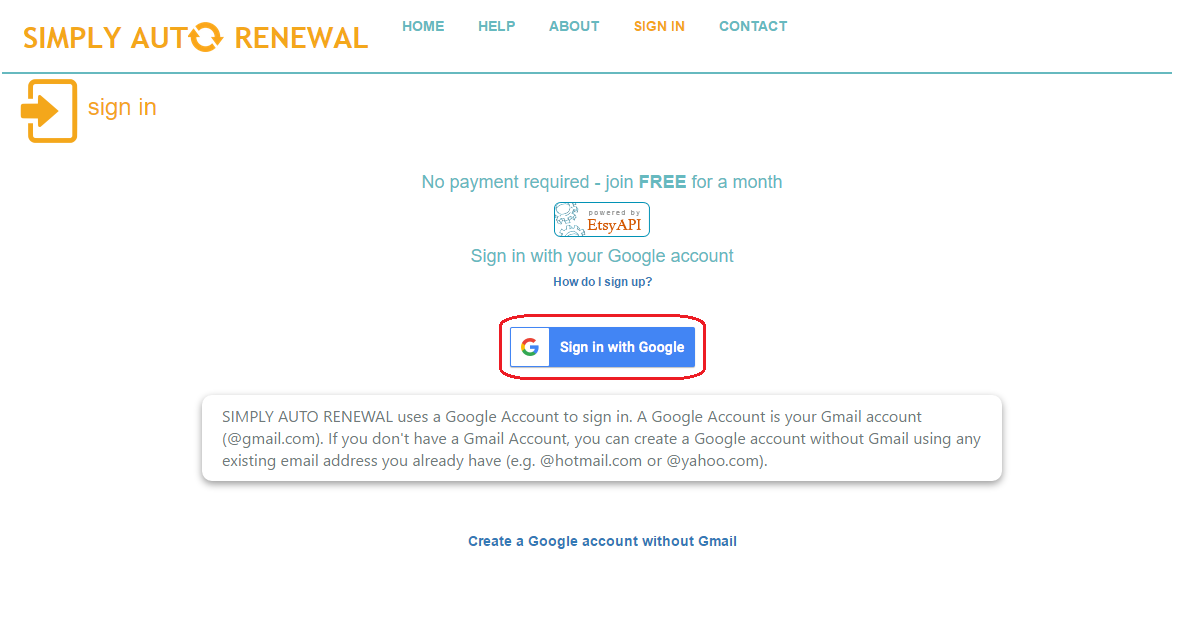 SIMPLY AUTO RENEWAL
HOME HELP ABOUT SIGN IN CONTACT
sign in
No payment required - join FREE for a month
powered by
EtsyAPI
Sign in with your Google account
How do I sign up?
G Sign in with Google
SIMPLY AUTO RENEWAL uses a Google Account to sign in. A Google Account is your Gmail account
(@gmail.com). If you don't have a Gmail Account, you can create a Google account without Gmail using any
existing email address you already have (e.g. @hotmail.com or @yahoo.com).
Create a Google account without Gmail